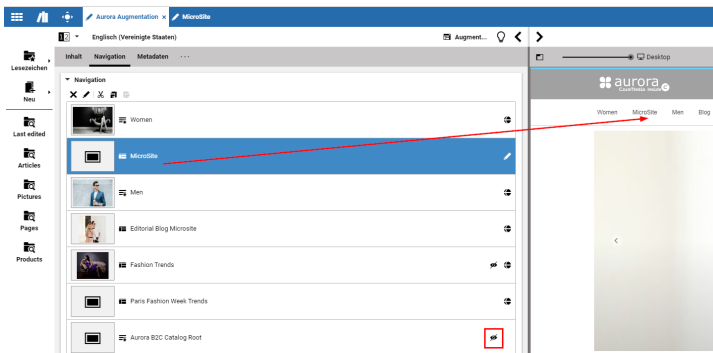 Aurora Augmentation × MicroSite
Englisch (Vereinigte Staaten) Augment...
Lesezeichen
Neu
Last edited
Articles
Pictures
Pages
Products
Inhalt Navigation Metadaten ...
Navigation
Women
MicroSite
Men
Editorial Blog Microsite
Fashion Trends
Paris Fashion Week Trends
Aurora B2C Catalog Root
Desktop
aurora
Women MicroSite Men Blog